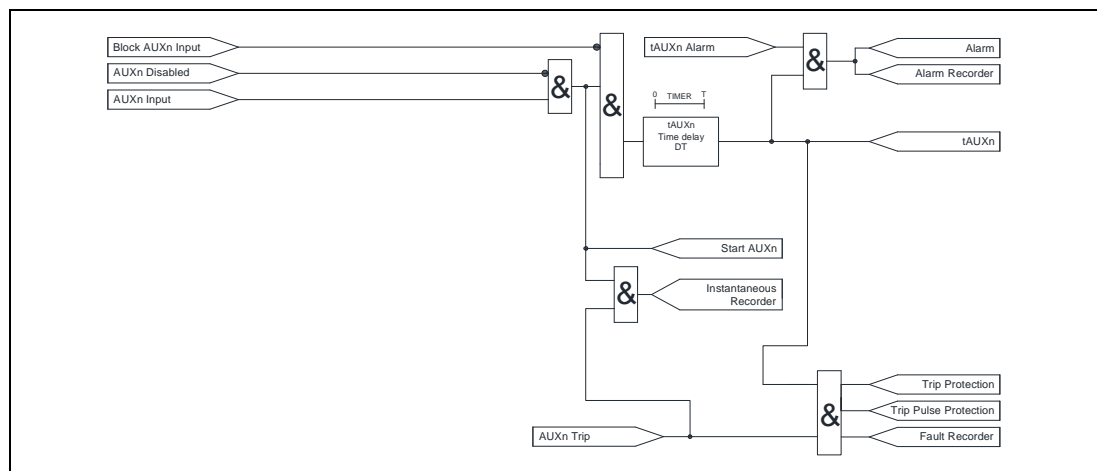 Block AUXn Input
AUXn Disabled
AUXn Input
&
&
tAUXn Alarm
&
Alarm
Alarm Recorder
0 TIMER T
tAUXn
Time delay
DT
tAUXn
Start AUXn
&
Instantaneous
Recorder
AUXn Trip
&
Trip Protection
Trip Pulse Protection
Fault Recorder